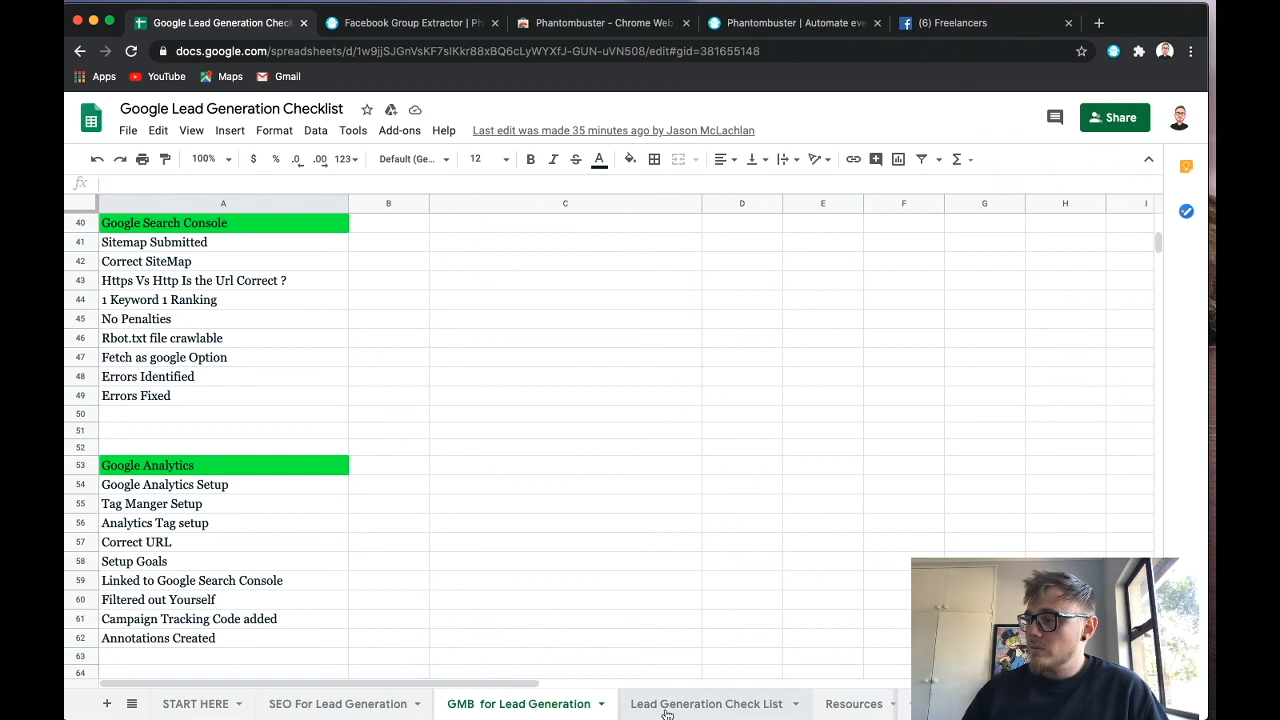 Google Lead Generation Checkl
Facebook Group Extractor | Ph
Phantombuster - Chrome Web
Phantombuster | Automate eve
(6) Freelancers
docs.google.com/spreadsheets/d/1w9jjSJGnVsKF7slKkr88xBQ6cLyWYXfJ-GUN-uVN508/edit#gid=381655148
Apps YouTube Maps Gmail
Google Lead Generation Checklist
File Edit View Insert Format Data Tools Add-ons Help Last edit was made 35 minutes ago by Jason McLachlan
Share
100% $ % .0 .00 123 Default (Ge... 12 B I S A
fx
A B C D E F G H I
40 Google Search Console
41 Sitemap Submitted
42 Correct SiteMap
43 Https Vs Http Is the Url Correct ?
44 1 Keyword 1 Ranking
45 No Penalties
46 Rbot.txt file crawlable
47 Fetch as google Option
48 Errors Identified
49 Errors Fixed
50
51
52
53 Google Analytics
54 Google Analytics Setup
55 Tag Manger Setup
56 Analytics Tag setup
57 Correct URL
58 Setup Goals
59 Linked to Google Search Console
60 Filtered out Yourself
61 Campaign Tracking Code added
62 Annotations Created
63
64
START HERE SEO For Lead Generation GMB for Lead Generation Lead Generation Check List Resources